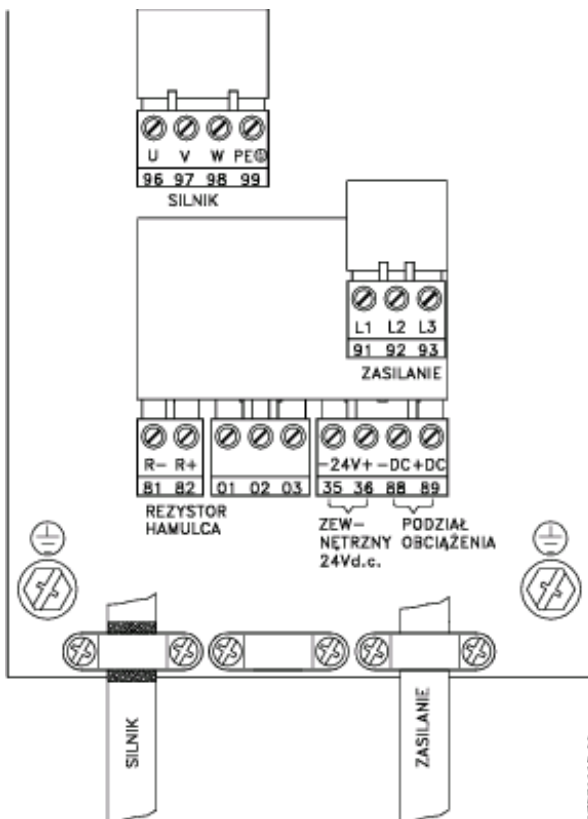 U V W PE
96 97 98 99
SILNIK
L1 L2 L3
91 92 93
ZASILANIE
R- R+
81 82
REZYSTOR
HAMULCA
01 02 03
-24V+ -DC +DC
35 36 88 89
ZEW-
NĘTRZNY
24Vd.c.
PODZIAŁ
OBCIĄŻENIA
SILNIK
ZASILANIE